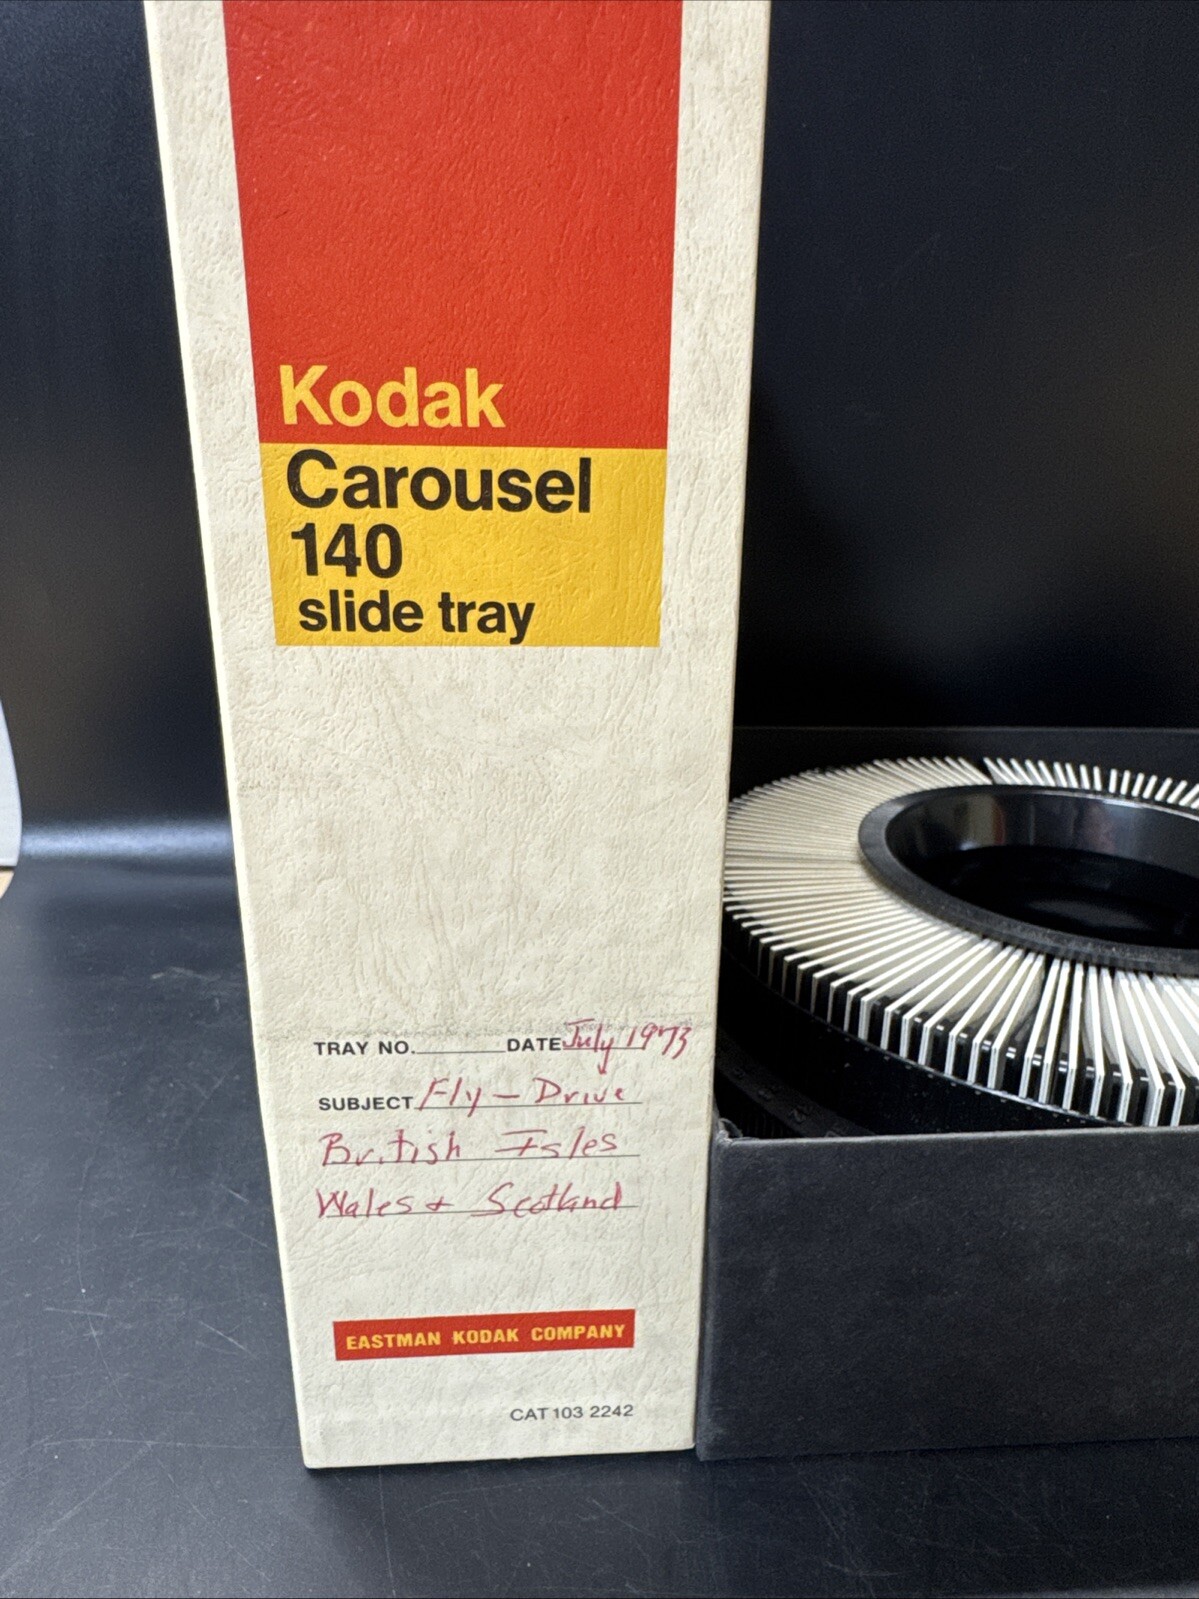 Kodak
Carousel
140
slide tray
TRAY NO. DATE July 1973
SUBJECT Fly - Drive
British Isles
Wales & Scotland
EASTMAN KODAK COMPANY
CAT 103 2242